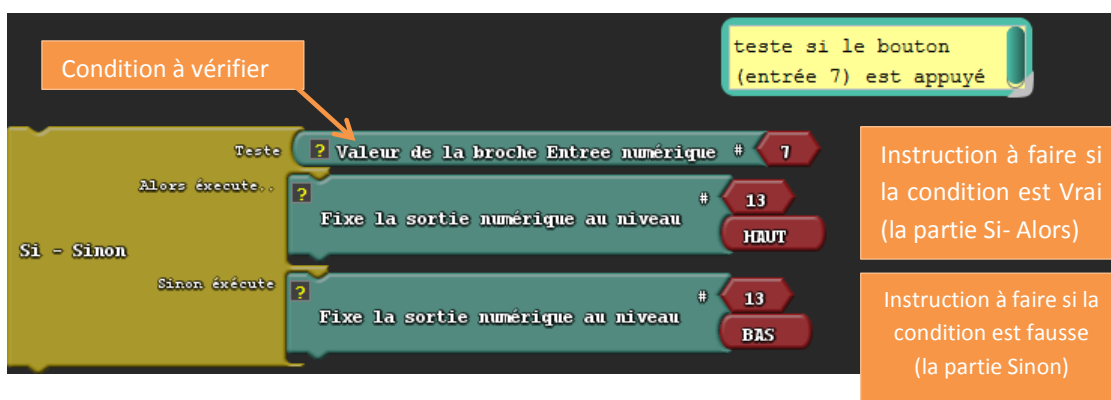 Condition à vérifier
teste si le bouton
(entrée 7) est appuyé
Teste
? Valeur de la broche Entree numérique # 7
Alors éxecute..
?
# 13
Fixe la sortie numérique au niveau
HAUT
Si - Sinon
Sinon éxécute
?
# 13
Fixe la sortie numérique au niveau
BAS
Instruction à faire si
la condition est Vrai
(la partie Si- Alors)
Instruction à faire si la
condition est fausse
(la partie Sinon)